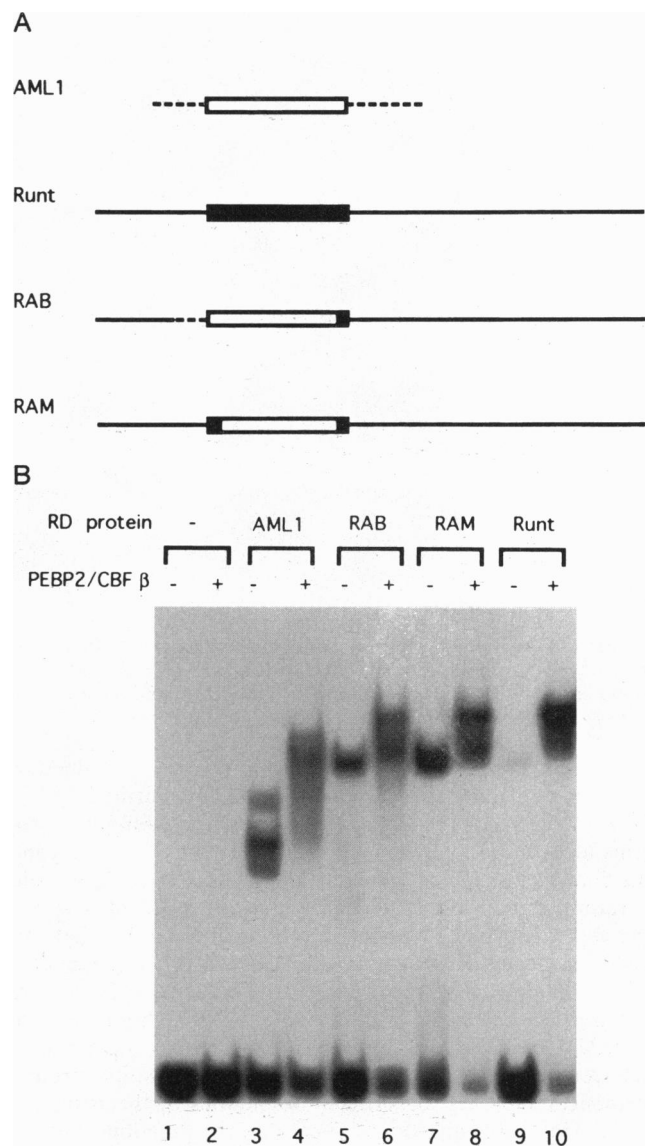 A
AML1
Runt
RAB
RAM
B
RD protein - AML1 RAB RAM Runt
PEBP2/CBF β - + - + - + - + - +
1 2 3 4 5 6 7 8 9 10